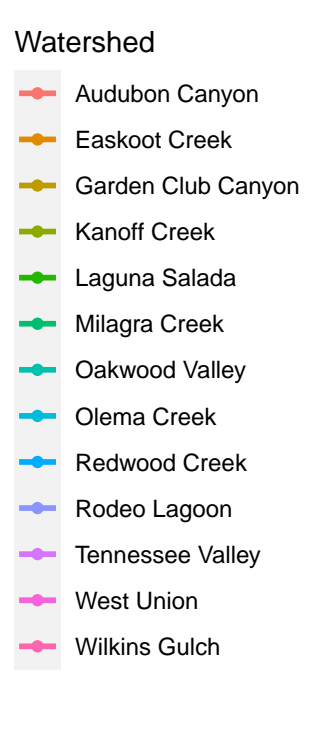 Watershed
Audubon Canyon
Easkoot Creek
Garden Club Canyon
Kanoff Creek
Laguna Salada
Milagra Creek
Oakwood Valley
Olema Creek
Redwood Creek
Rodeo Lagoon
Tennessee Valley
West Union
Wilkins Gulch